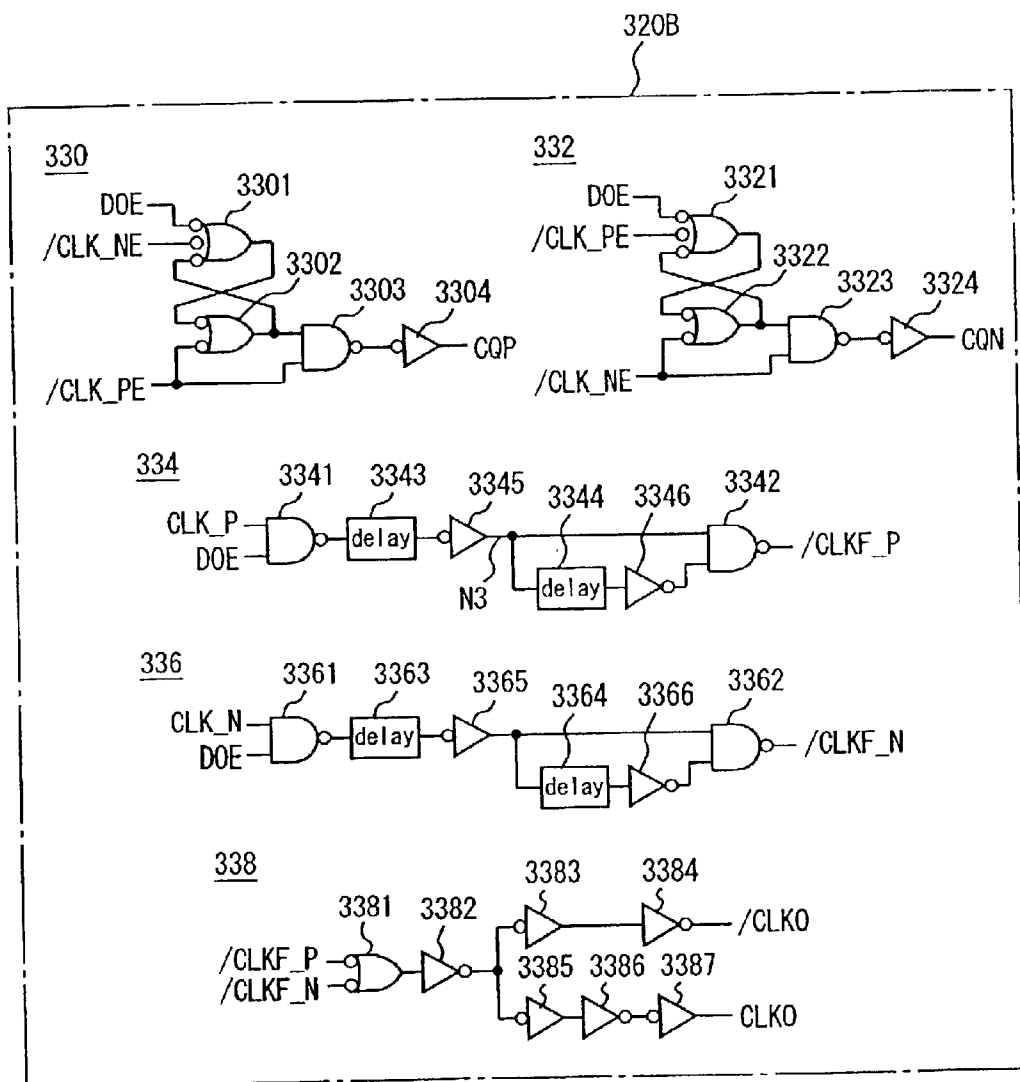 320B
330
3301
DOE
/CLK_NE
3302
3303
3304
CQP
/CLK_PE
332
3321
DOE
/CLK_PE
3322
3323
3324
CQN
/CLK_NE
334
3341
3343
3345
3344
3346
3342
CLK_P
DOE
delay
N3
delay
/CLKF_P
336
3361
3363
3365
3364
3366
3362
CLK_N
DOE
delay
delay
/CLKF_N
338
3381
3382
3383
3384
/CLKO
/CLKF_P
/CLKF_N
3385
3386
3387
CLKO